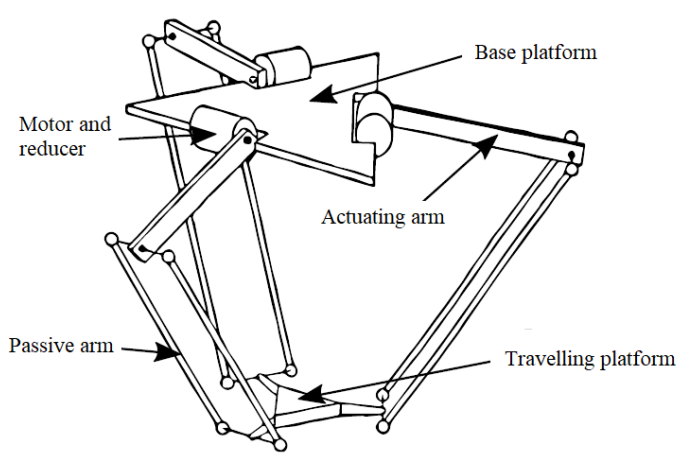 Base platform
Motor and
reducer
Actuating arm
Passive arm
Travelling platform